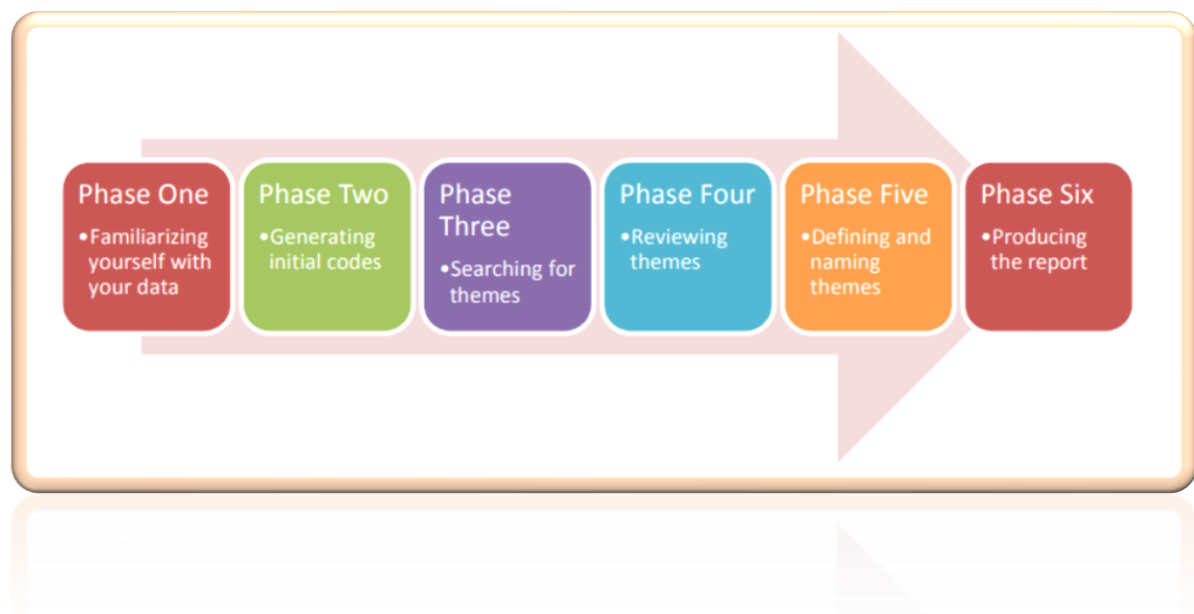 Phase One
•Familiarizing
yourself with
your data
Phase Two
•Generating
initial codes
Phase
Three
•Searching for
themes
Phase Four
•Reviewing
themes
Phase Five
•Defining and
naming
themes
Phase Six
•Producing
the report